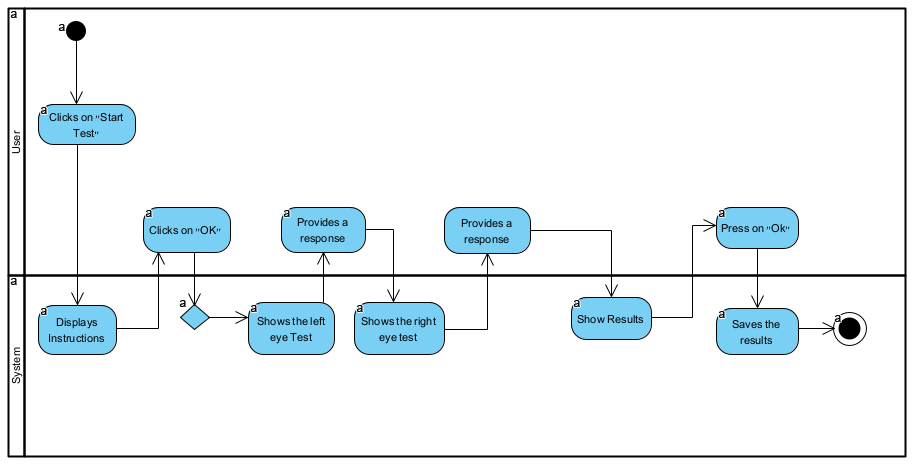 a
User
a
a
Clicks on "Start
Test"
a
Clicks on "OK"
a
Provides a
response
Provides a
response
a
Press on "Ok"
a
System
a
Displays
Instructions
a
a
Shows the left
eye Test
a
Shows the right
eye test
a
Show Results
a
Saves the
results
a